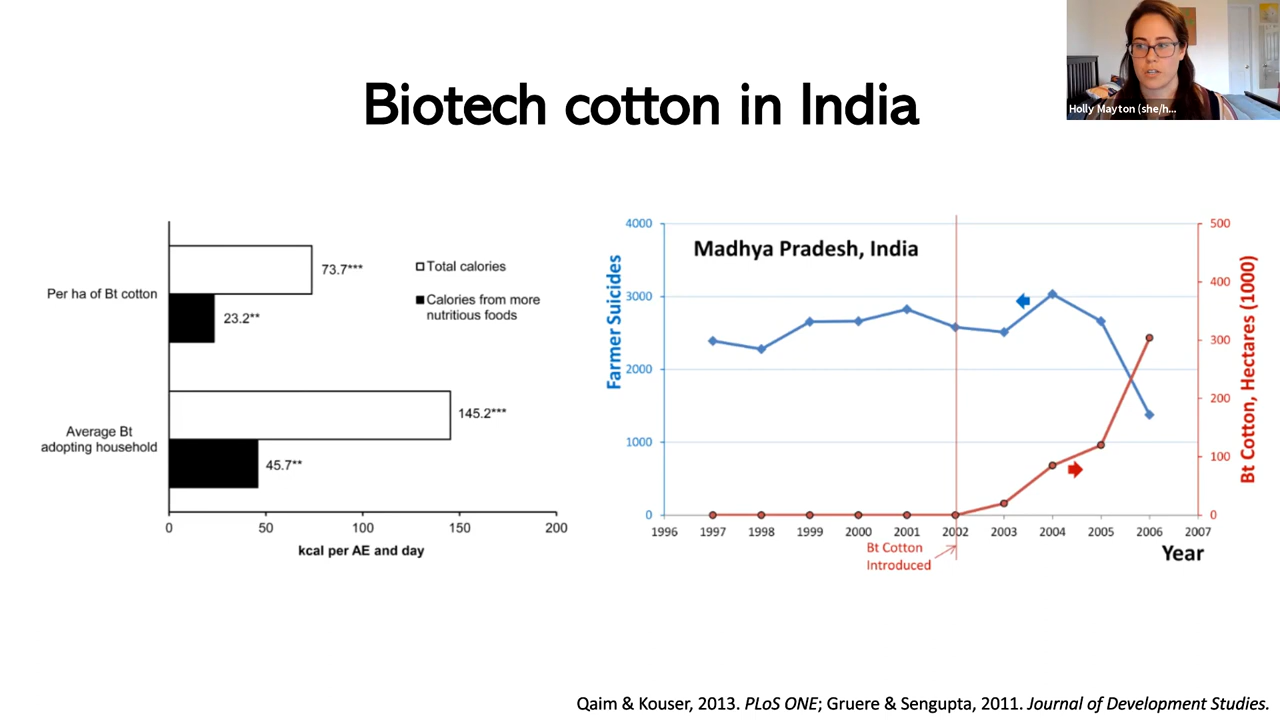 Holly Mayton (she/h...
Biotech cotton in India
Per ha of Bt cotton
73.7***
23.2**
Total calories
Calories from more
nutritious foods
Average Bt
adopting household
145.2***
45.7**
0 50 100 150 200
kcal per AE and day
Madhya Pradesh, India
Farmer Suicides
4000
3000
2000
1000
0
Bt Cotton, Hectares (1000)
500
400
300
200
100
0
1996 1997 1998 1999 2000 2001 2002 2003 2004 2005 2006 2007
Bt Cotton
Introduced
Year
Qaim & Kouser, 2013. PLoS ONE; Gruere & Sengupta, 2011. Journal of Development Studies.